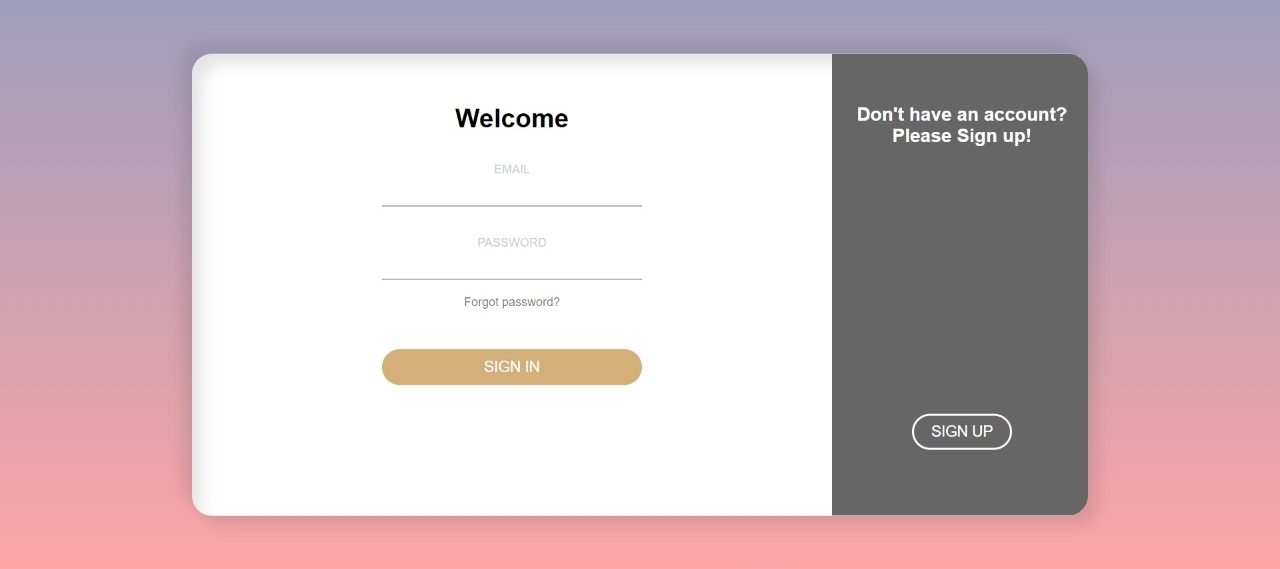 Welcome
EMAIL
PASSWORD
Forgot password?
SIGN IN
Don't have an account?
Please Sign up!
SIGN UP